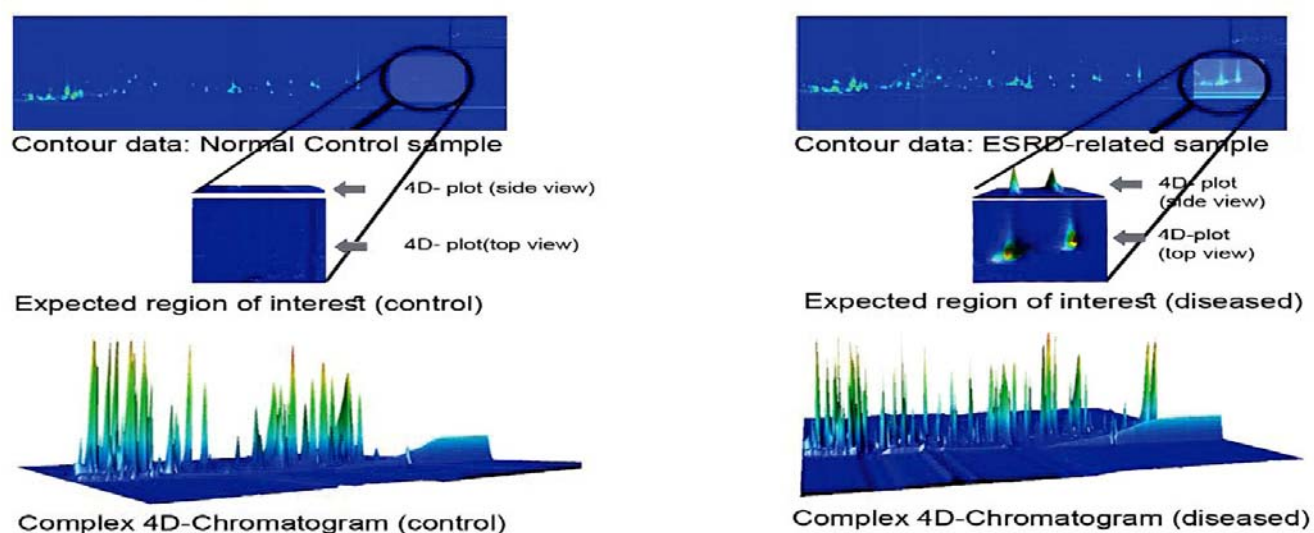 Contour data: Normal Control sample
4D- plot (side view)
4D- plot(top view)
Expected region of interest (control)
Complex 4D-Chromatogram (control)
Contour data: ESRD-related sample
4D- plot
(side view)
4D-plot
(top view)
Expected region of interest (diseased)
Complex 4D-Chromatogram (diseased)